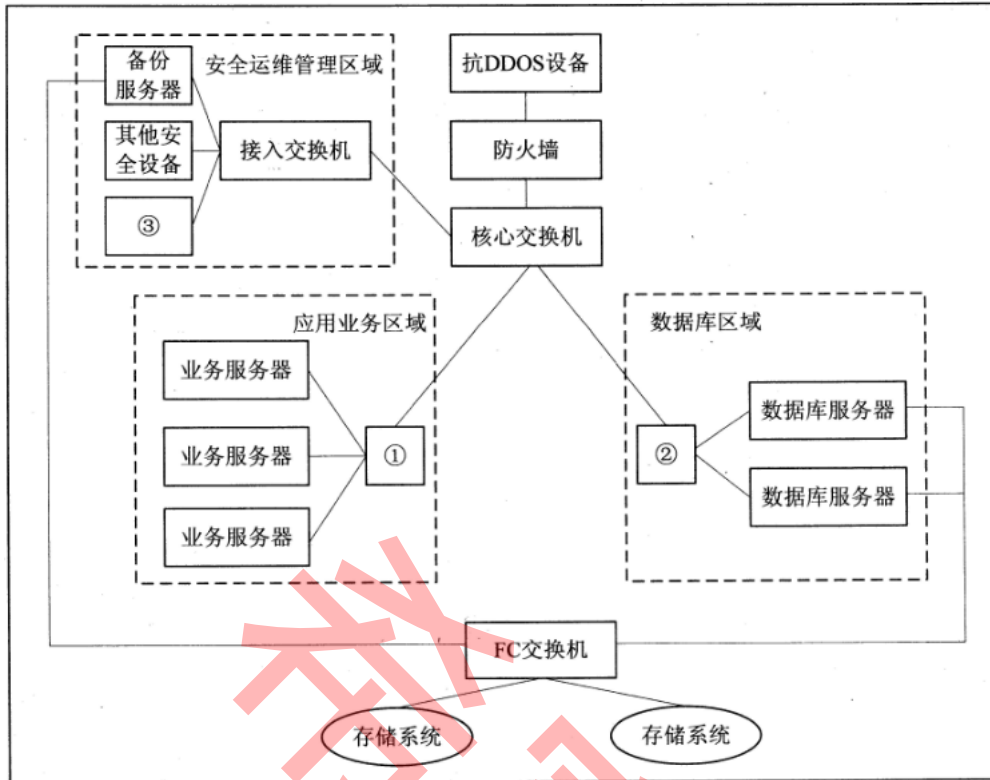 备份
服务器
安全运维管理区域
抗DDOS设备
其他安
全设备
接入交换机
防火墙
③
核心交换机
应用业务区域
数据库区域
业务服务器
数据库服务器
业务服务器
①
②
数据库服务器
业务服务器
FC交换机
存储系统
存储系统